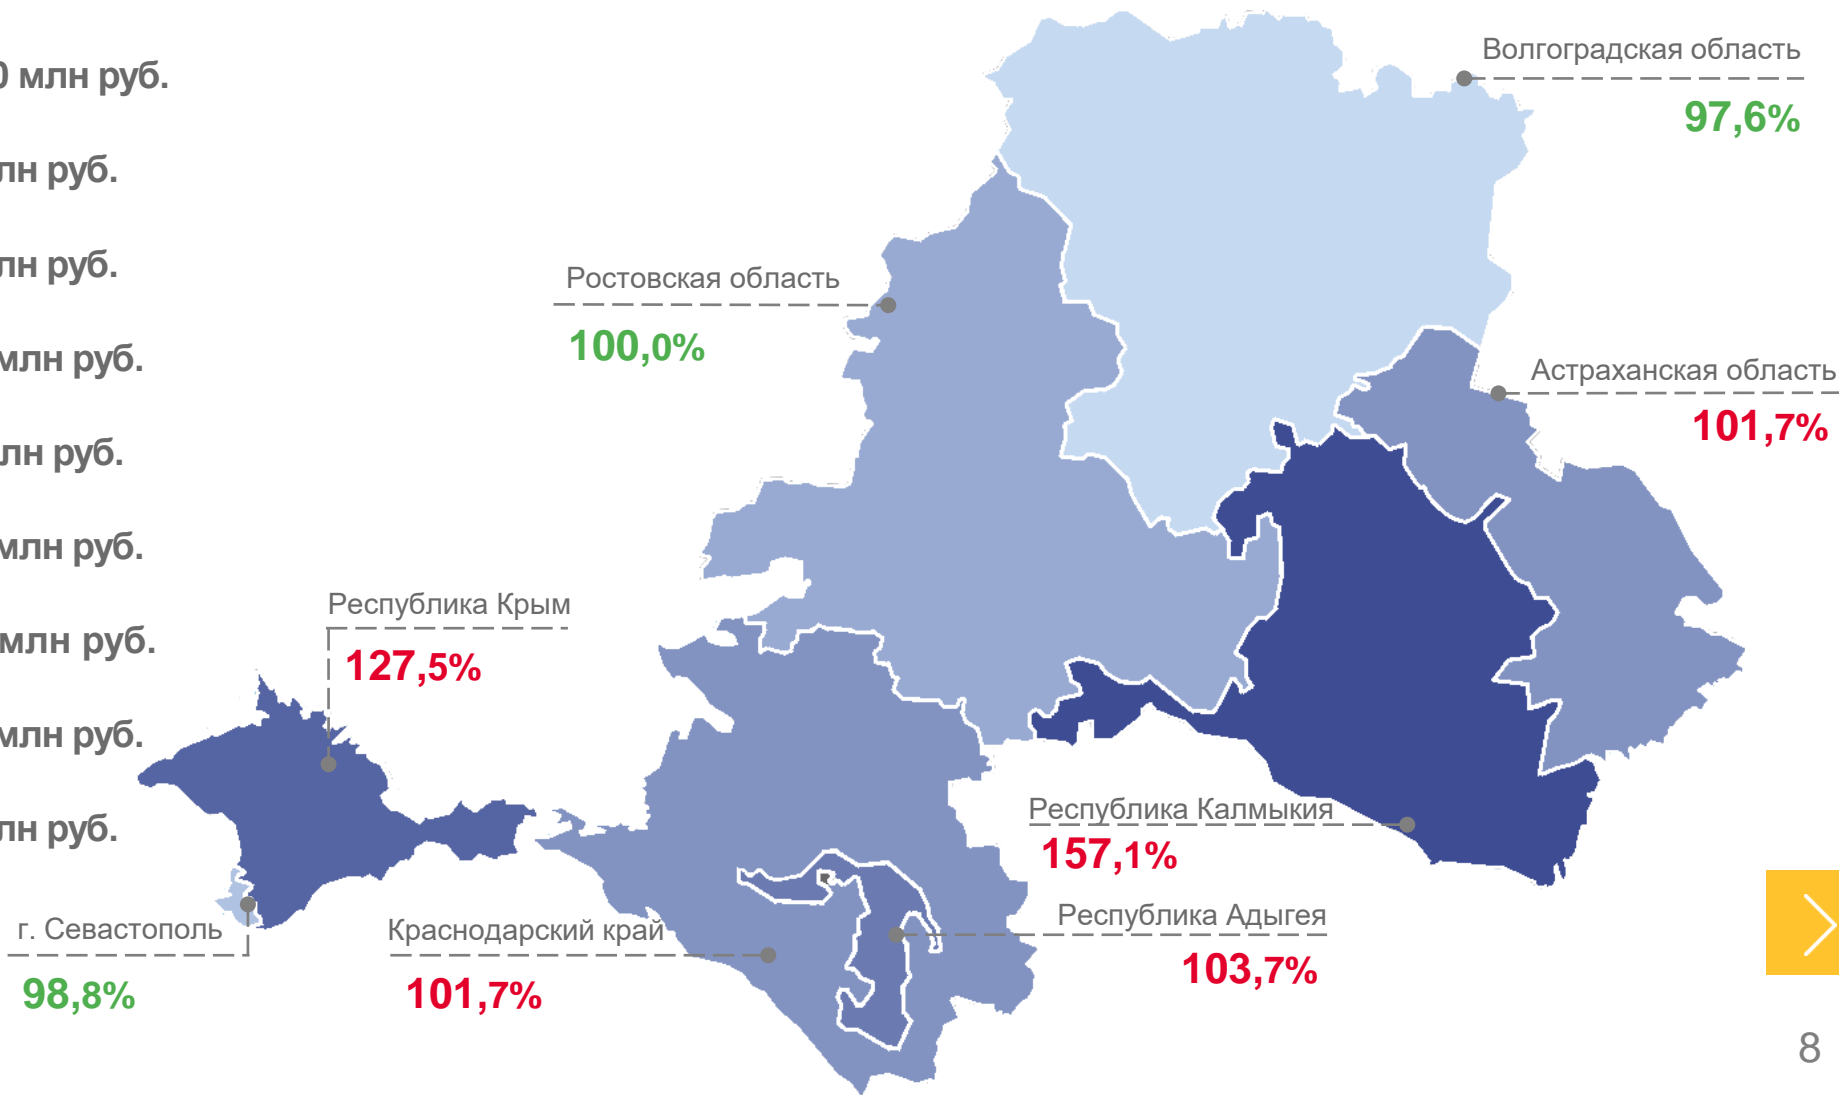 0 млн руб.
лн руб.
лн руб.
млн руб.
лн руб.
млн руб.
млн руб.
млн руб.
лн руб.
Волгоградская область
97,6%
Ростовская область
100,0%
Астраханская область
101,7%
Республика Крым
127,5%
Республика Калмыкия
157,1%
Республика Адыгея
103,7%
г. Севастополь
98,8%
Краснодарский край
101,7%
8